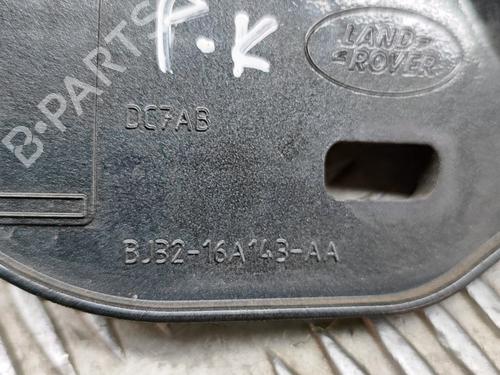 B-PARTS
P.K
LAND
ROVER
DC7AB
BJ32-16A143-AA